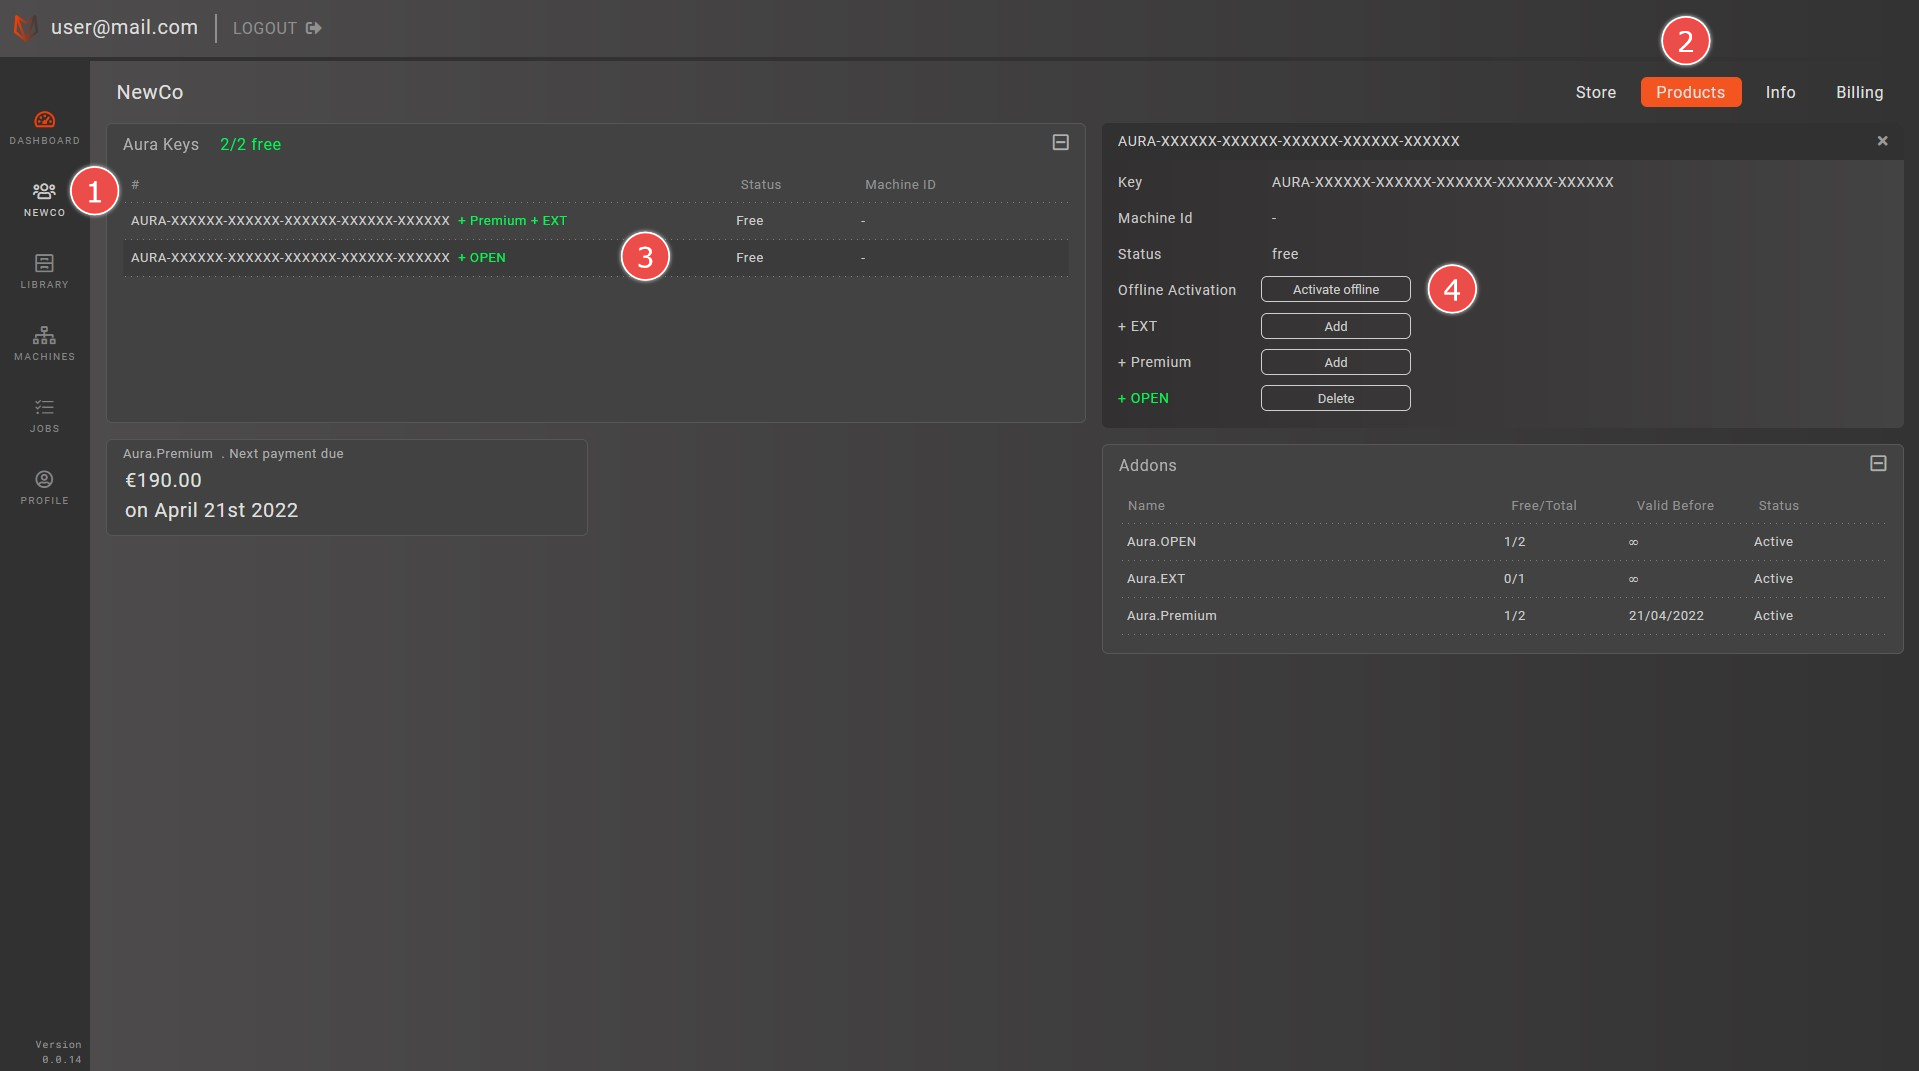 user@mail.com
LOGOUT
2
DASHBOARD
1
NEWCO
LIBRARY
MACHINES
JOBS
PROFILE
Version
0.0.14
NewCo
Store Products Info Billing
Aura Keys 2/2 free
# Status Machine ID
AURA-XXXXXX-XXXXXX-XXXXXX-XXXXXX-XXXXXX + Premium + EXT Free -
AURA-XXXXXX-XXXXXX-XXXXXX-XXXXXX-XXXXXX + OPEN 3 Free -
Aura.Premium . Next payment due
€190.00
on April 21st 2022
AURA-XXXXXX-XXXXXX-XXXXXX-XXXXXX-XXXXXX
Key AURA-XXXXXX-XXXXXX-XXXXXX-XXXXXX-XXXXXX
Machine Id -
Status free
Offline Activation Activate offline 4
+ EXT Add
+ Premium Add
+ OPEN Delete
Addons
Name Free/Total Valid Before Status
Aura.OPEN 1/2 ∞ Active
Aura.EXT 0/1 ∞ Active
Aura.Premium 1/2 21/04/2022 Active